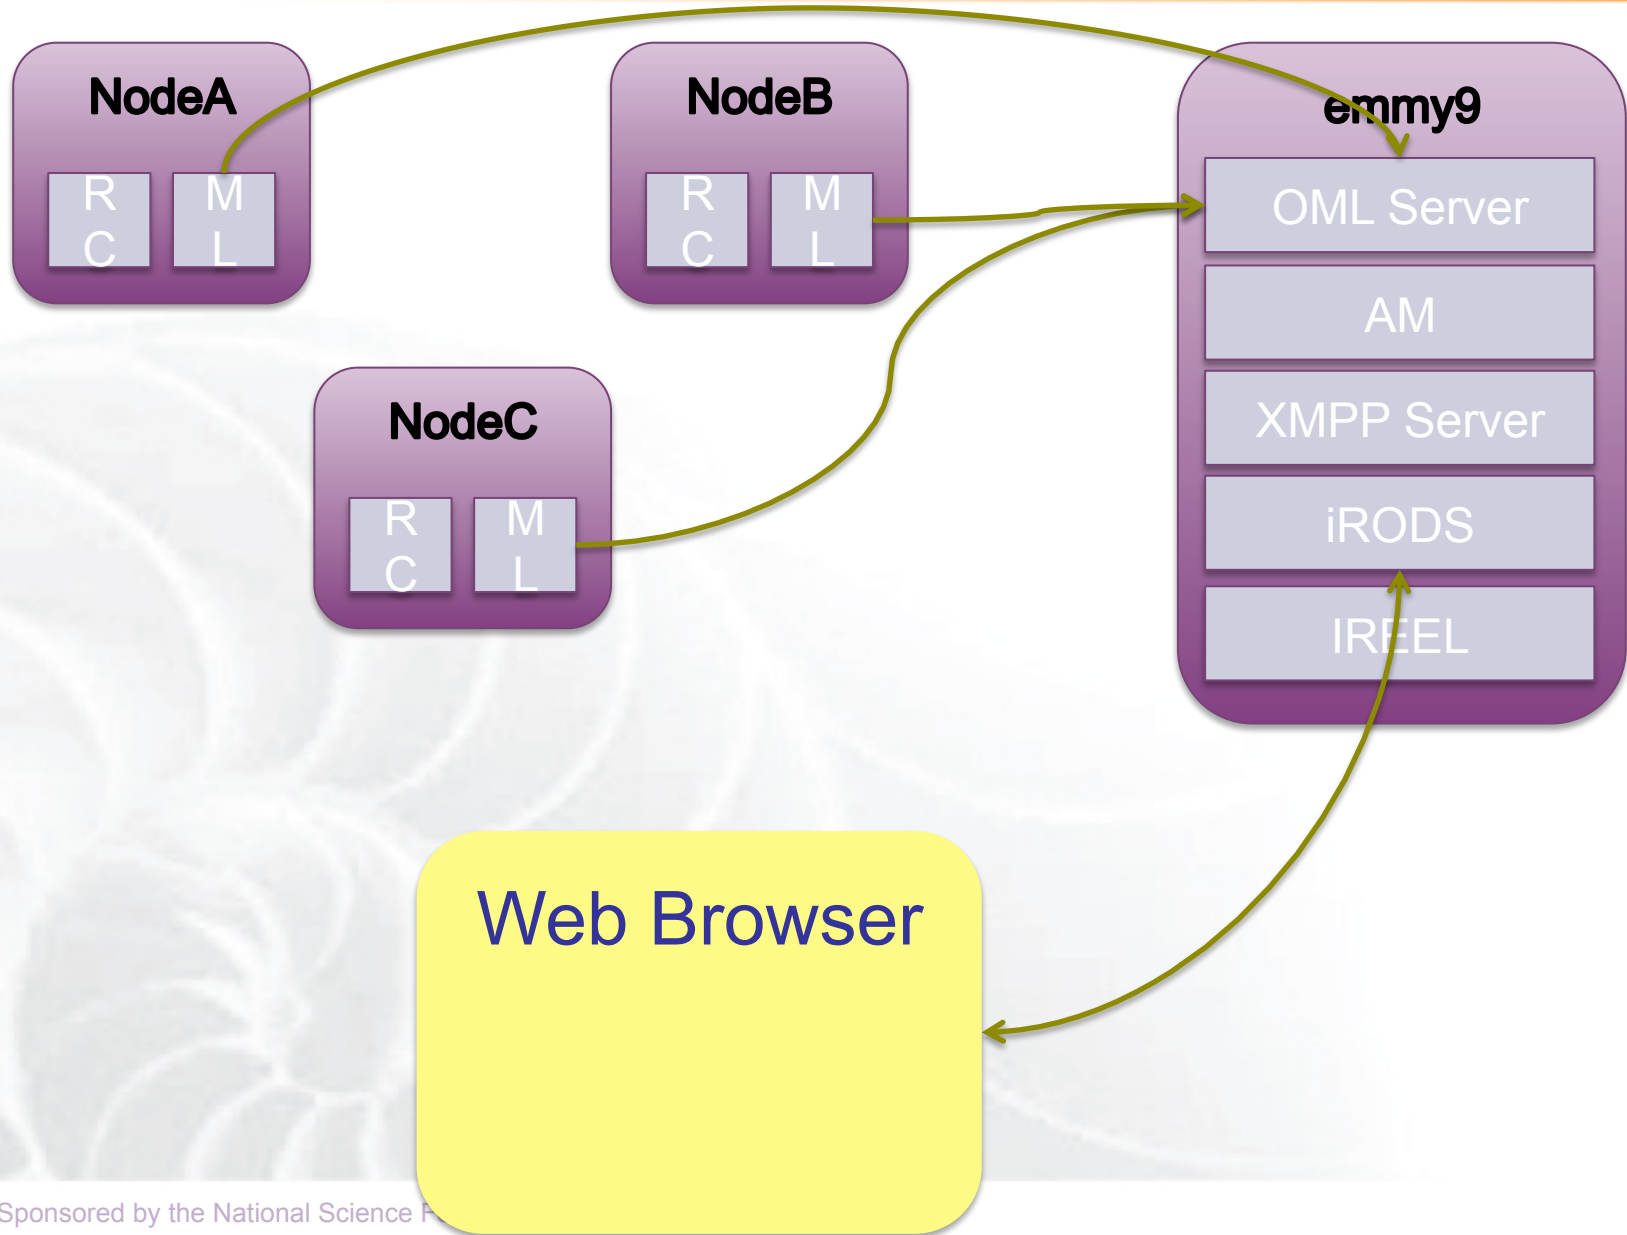 NodeA
R
C
M
L
NodeB
R
C
M
L
emmy9
OML Server
AM
XMPP Server
iRODS
IREEL
NodeC
R
C
M
L
Web Browser
Sponsored by the National Science